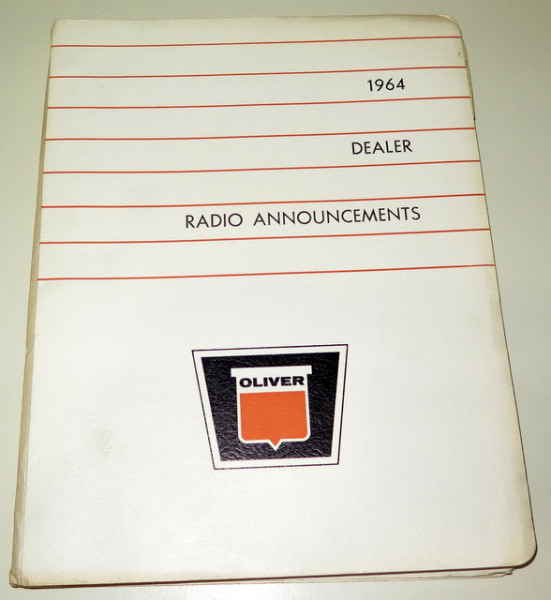 1964
DEALER
RADIO ANNOUNCEMENTS
OLIVER